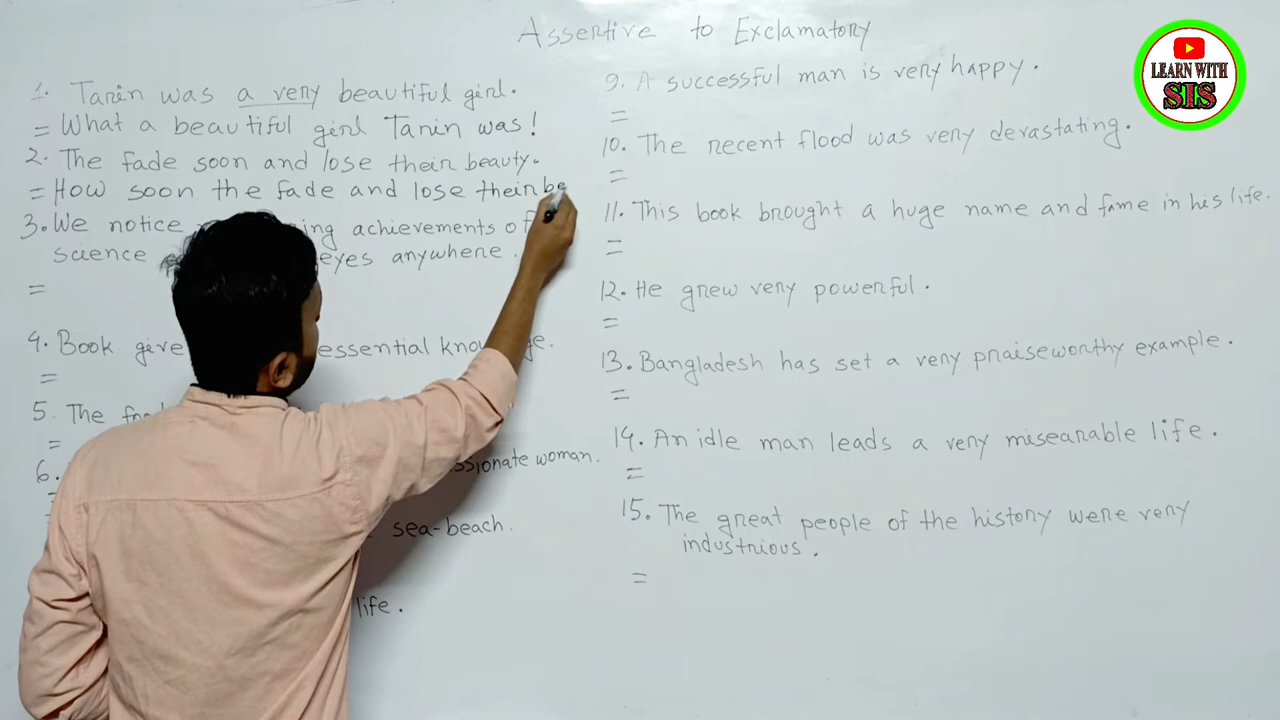 Assertive to Exclamatory
1. Tanin was a very beautiful girl.
= What a beautiful girl Tanin was!
2. The fade soon and lose their beauty.
= How soon the fade and lose their be
3. We notice ing achievements of
science eyes anywhere.
=
4. Book give essential know ge.
=
5. The
=
6. ssionate woman.
=
sea-beach.
life.
9. A successful man is very happy.
=
10. The recent flood was very devastating.
=
11. This book brought a huge name and fame in his life.
=
12. He grew very powerful.
=
13. Bangladesh has set a very praiseworthy example.
=
14. An idle man leads a very misearable life.
=
15. The great people of the history were very
industrious.
=
LEARN WITH
SIS